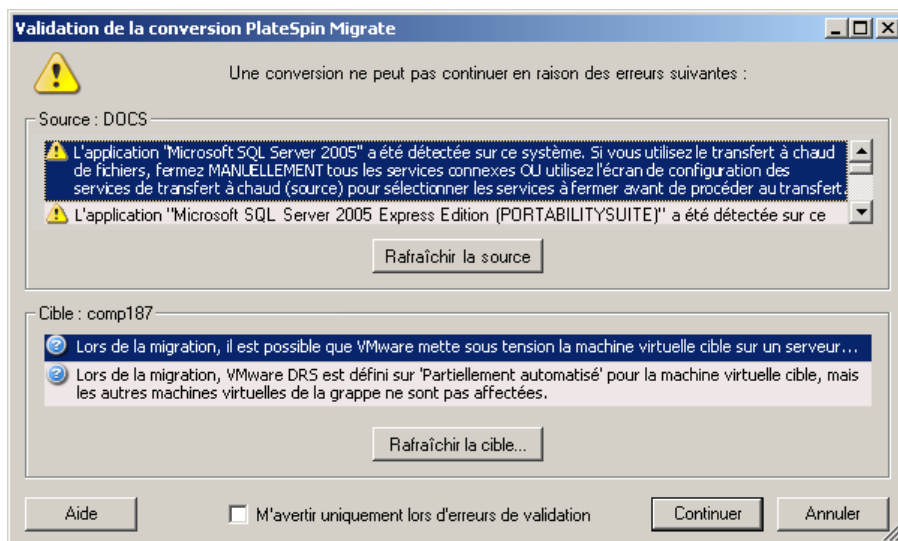 Validation de la conversion PlateSpin Migrate
Une conversion ne peut pas continuer en raison des erreurs suivantes :
Source : DOCS
L'application "Microsoft SQL Server 2005" a été détectée sur ce système. Si vous utilisez le transfert à chaud
de fichiers, fermez MANUELLEMENT tous les services connexes OU utilisez l'écran de configuration des
services de transfert à chaud (source) pour sélectionner les services à fermer avant de procéder au transfert.
L'application "Microsoft SQL Server 2005 Express Edition (PORTABILITYSUITE)" a été détectée sur ce
Rafraîchir la source
Cible : comp187
Lors de la migration, il est possible que VMware mette sous tension la machine virtuelle cible sur un serveur...
Lors de la migration, VMware DRS est défini sur 'Partiellement automatisé' pour la machine virtuelle cible, mais
les autres machines virtuelles de la grappe ne sont pas affectées.
Rafraîchir la cible...
Aide
M'avertir uniquement lors d'erreurs de validation
Continuer
Annuler